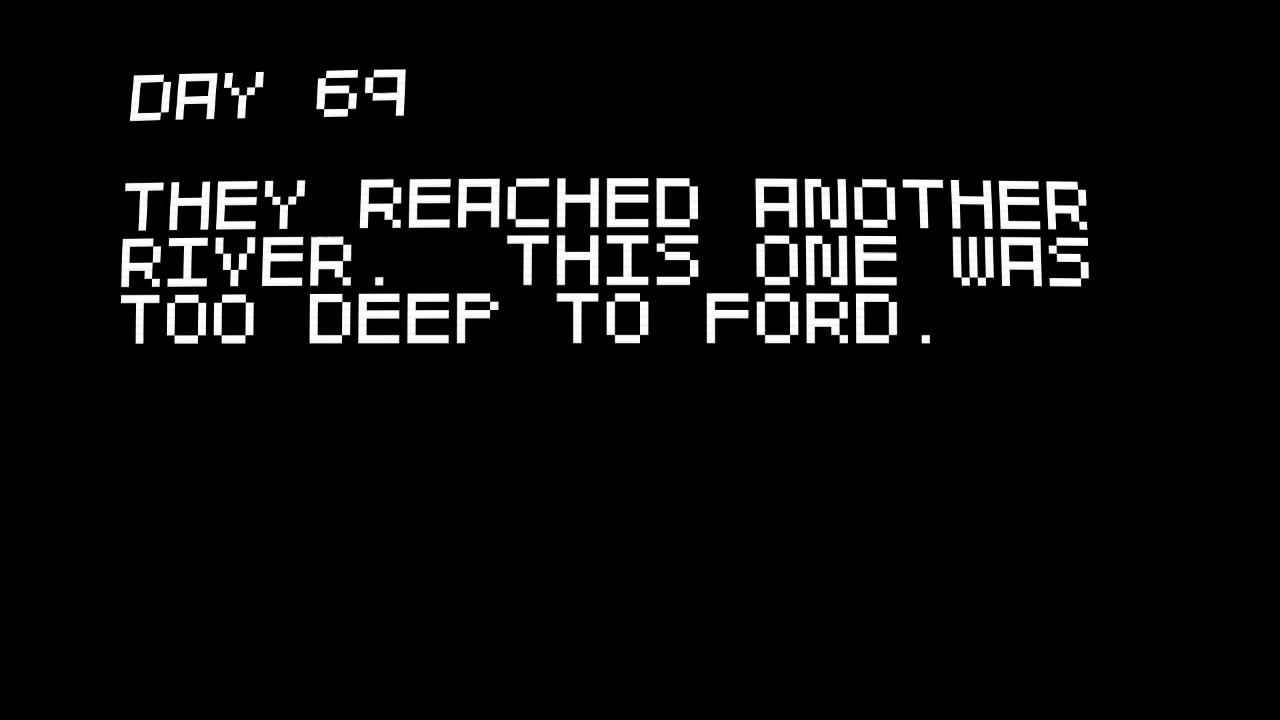 DAY 69
THEY REACHED ANOTHER
RIVER.  THIS ONE WAS
TOO DEEP TO FORD.